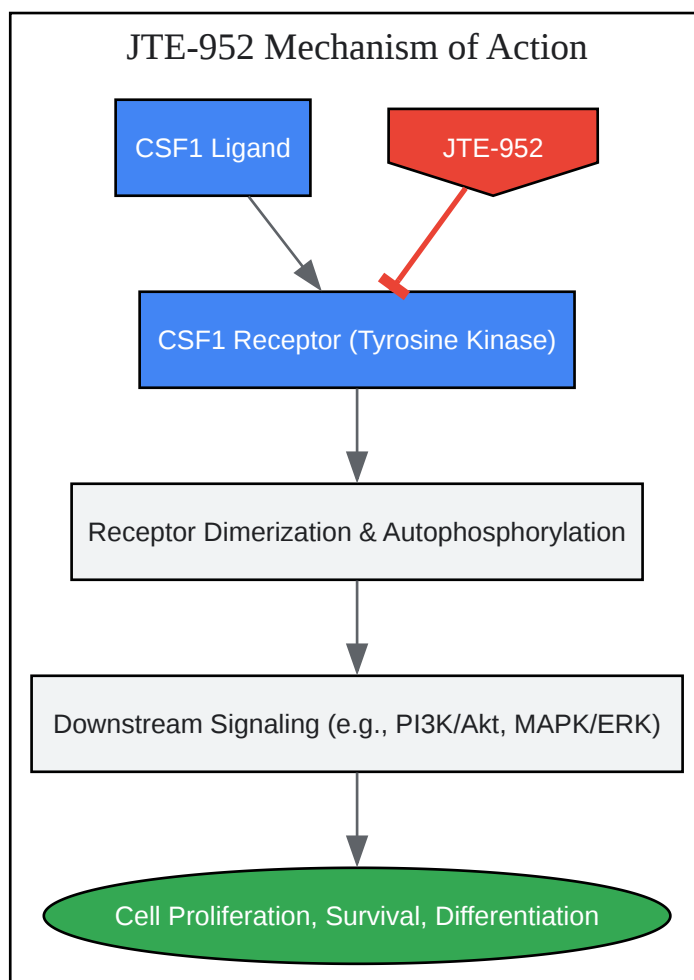 JTE-952 Mechanism of Action
CSF1 Ligand
JTE-952
CSF1 Receptor (Tyrosine Kinase)
Receptor Dimerization & Autophosphorylation
Downstream Signaling (e.g., PI3K/Akt, MAPK/ERK)
Cell Proliferation, Survival, Differentiation